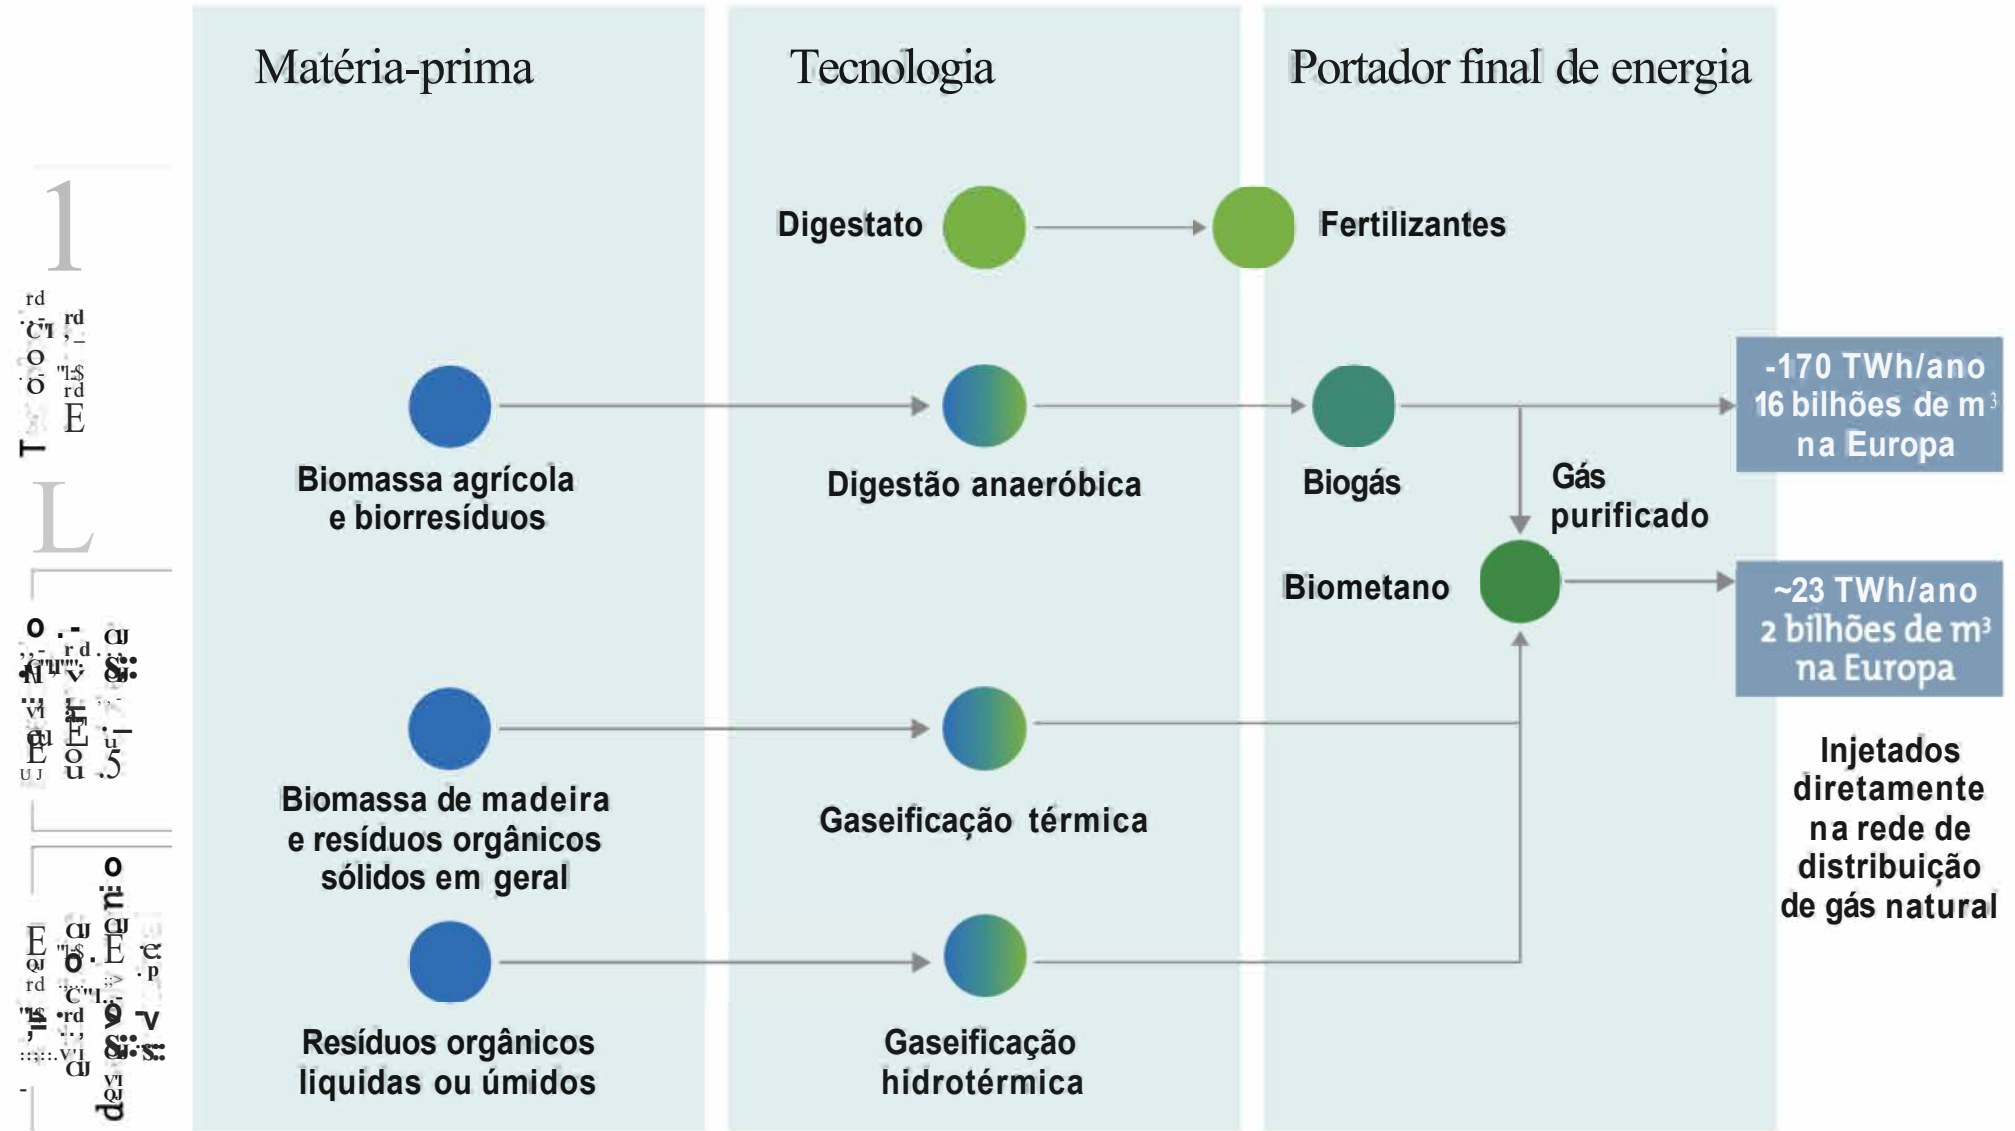 Matéria-prima
Tecnologia
Portador final de energia
Digestato
Fertilizantes
Biomassa agrícola
e biorresíduos
Digestão anaeróbica
Biogás
Gás
purificado
-170 TWh/ano
16 bilhões de m³
na Europa
Biometano
~23 TWh/ano
2 bilhões de m³
na Europa
Injetados
diretamente
na rede de
distribuição
de gás natural
Biomassa de madeira
e resíduos orgânicos
sólidos em geral
Gaseificação térmica
Resíduos orgânicos
liquidas ou úmidos
Gaseificação
hidrotérmica